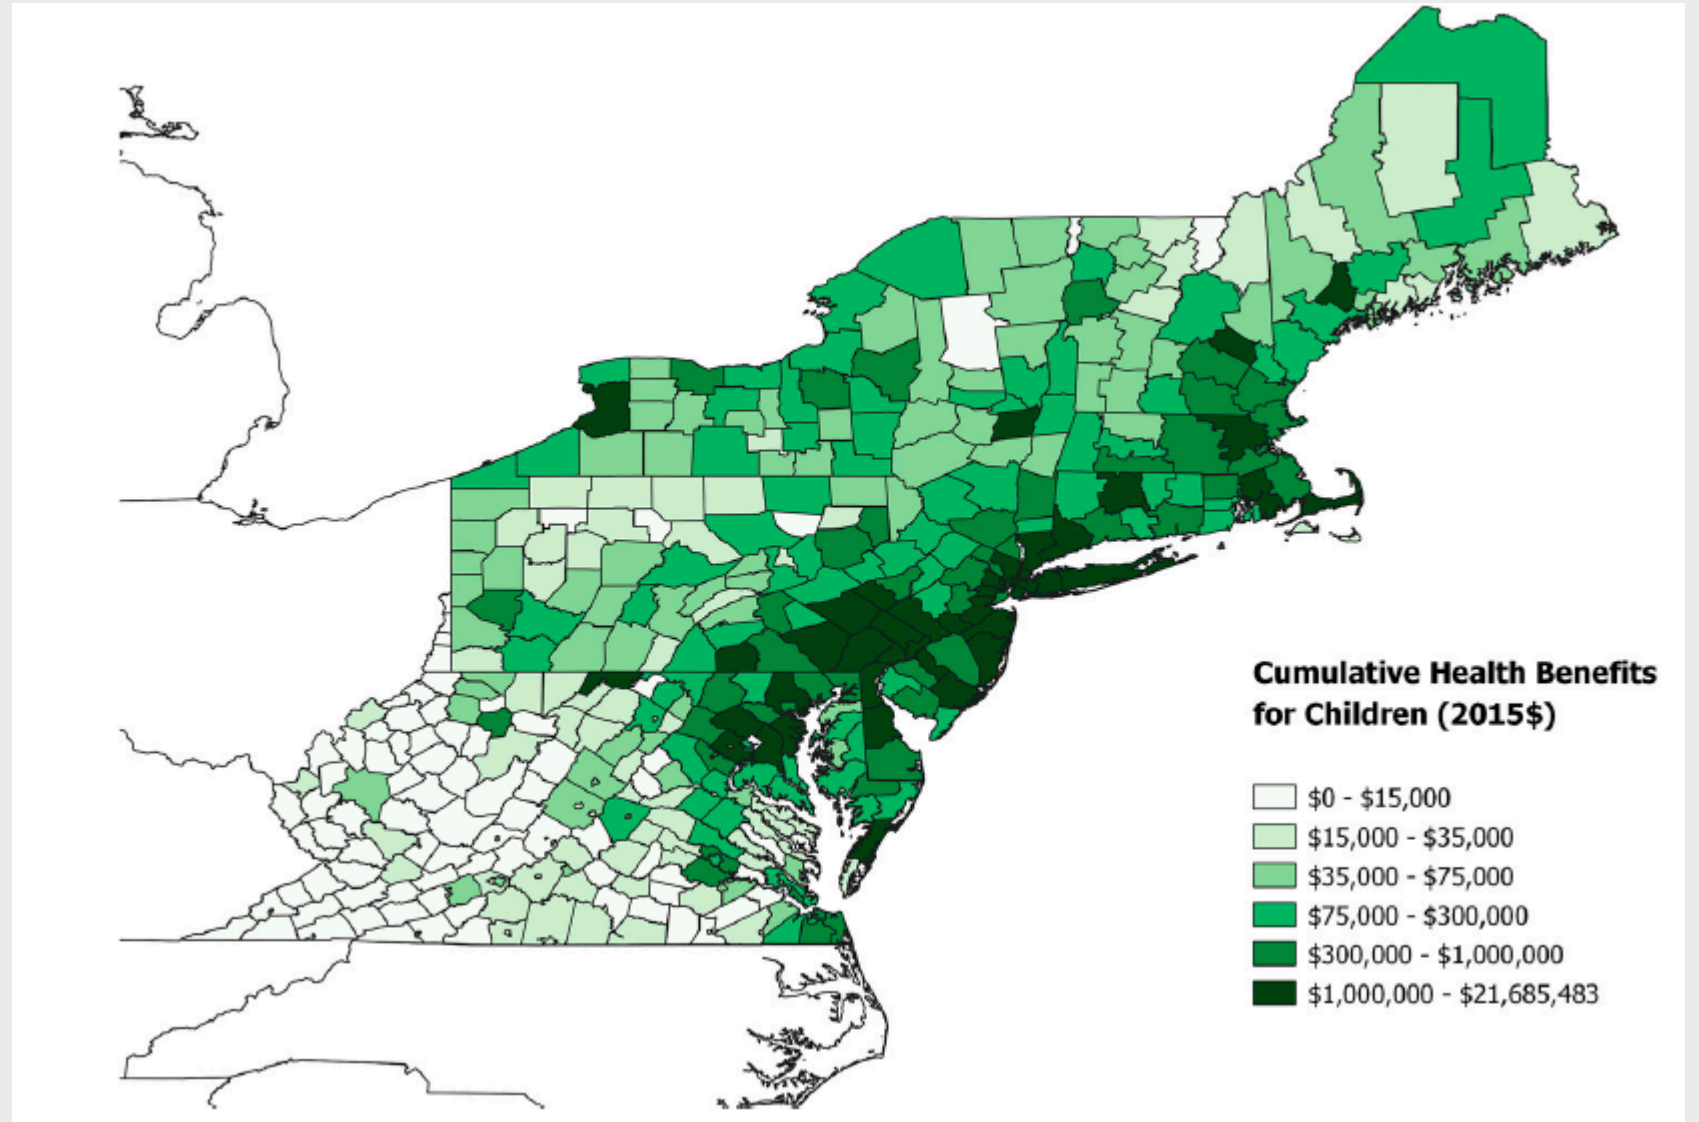 Cumulative Health Benefits
for Children (2015$)
$0 - $15,000
$15,000 - $35,000
$35,000 - $75,000
$75,000 - $300,000
$300,000 - $1,000,000
$1,000,000 - $21,685,483